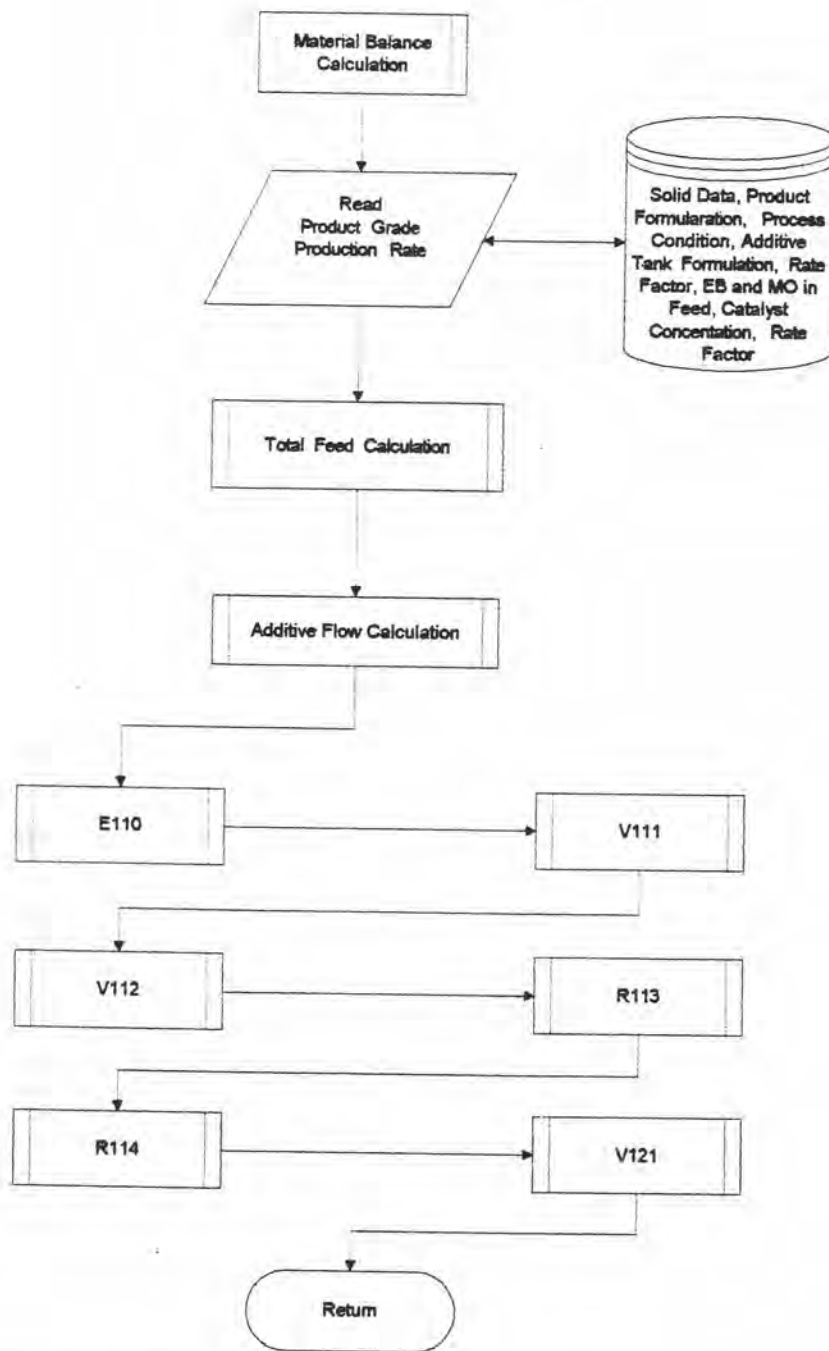 Material Balance
Calculation
Read
Product Grade
Production Rate
Solid Data, Product
Formularation, Process
Condition, Additive
Tank Formulation, Rate
Factor, EB and MO in
Feed, Catalyst
Concentation, Rate
Factor
Total Feed Calculation
Additive Flow Calculation
E110
V111
V112
R113
R114
V121
Return